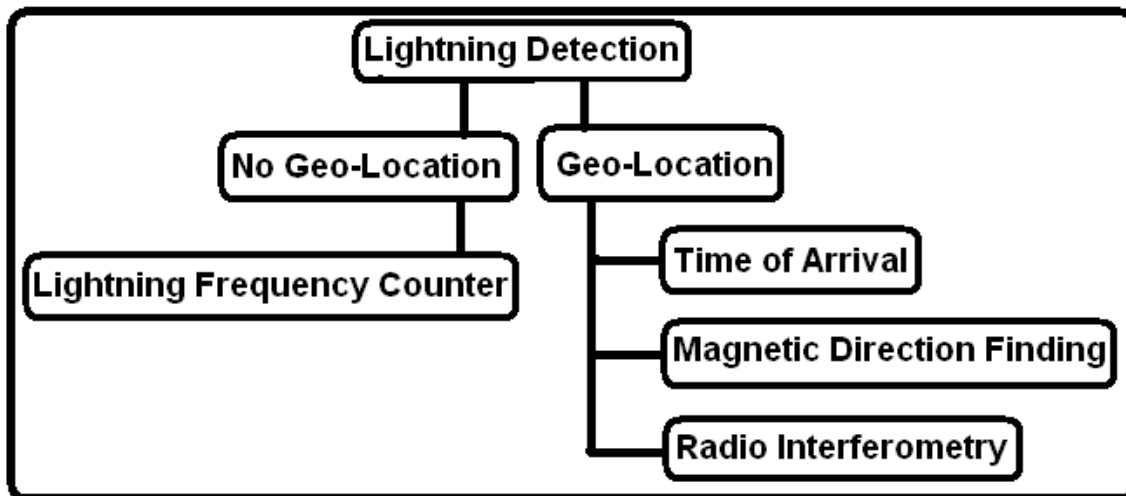 Lightning Detection
No Geo-Location
Geo-Location
Lightning Frequency Counter
Time of Arrival
Magnetic Direction Finding
Radio Interferometry